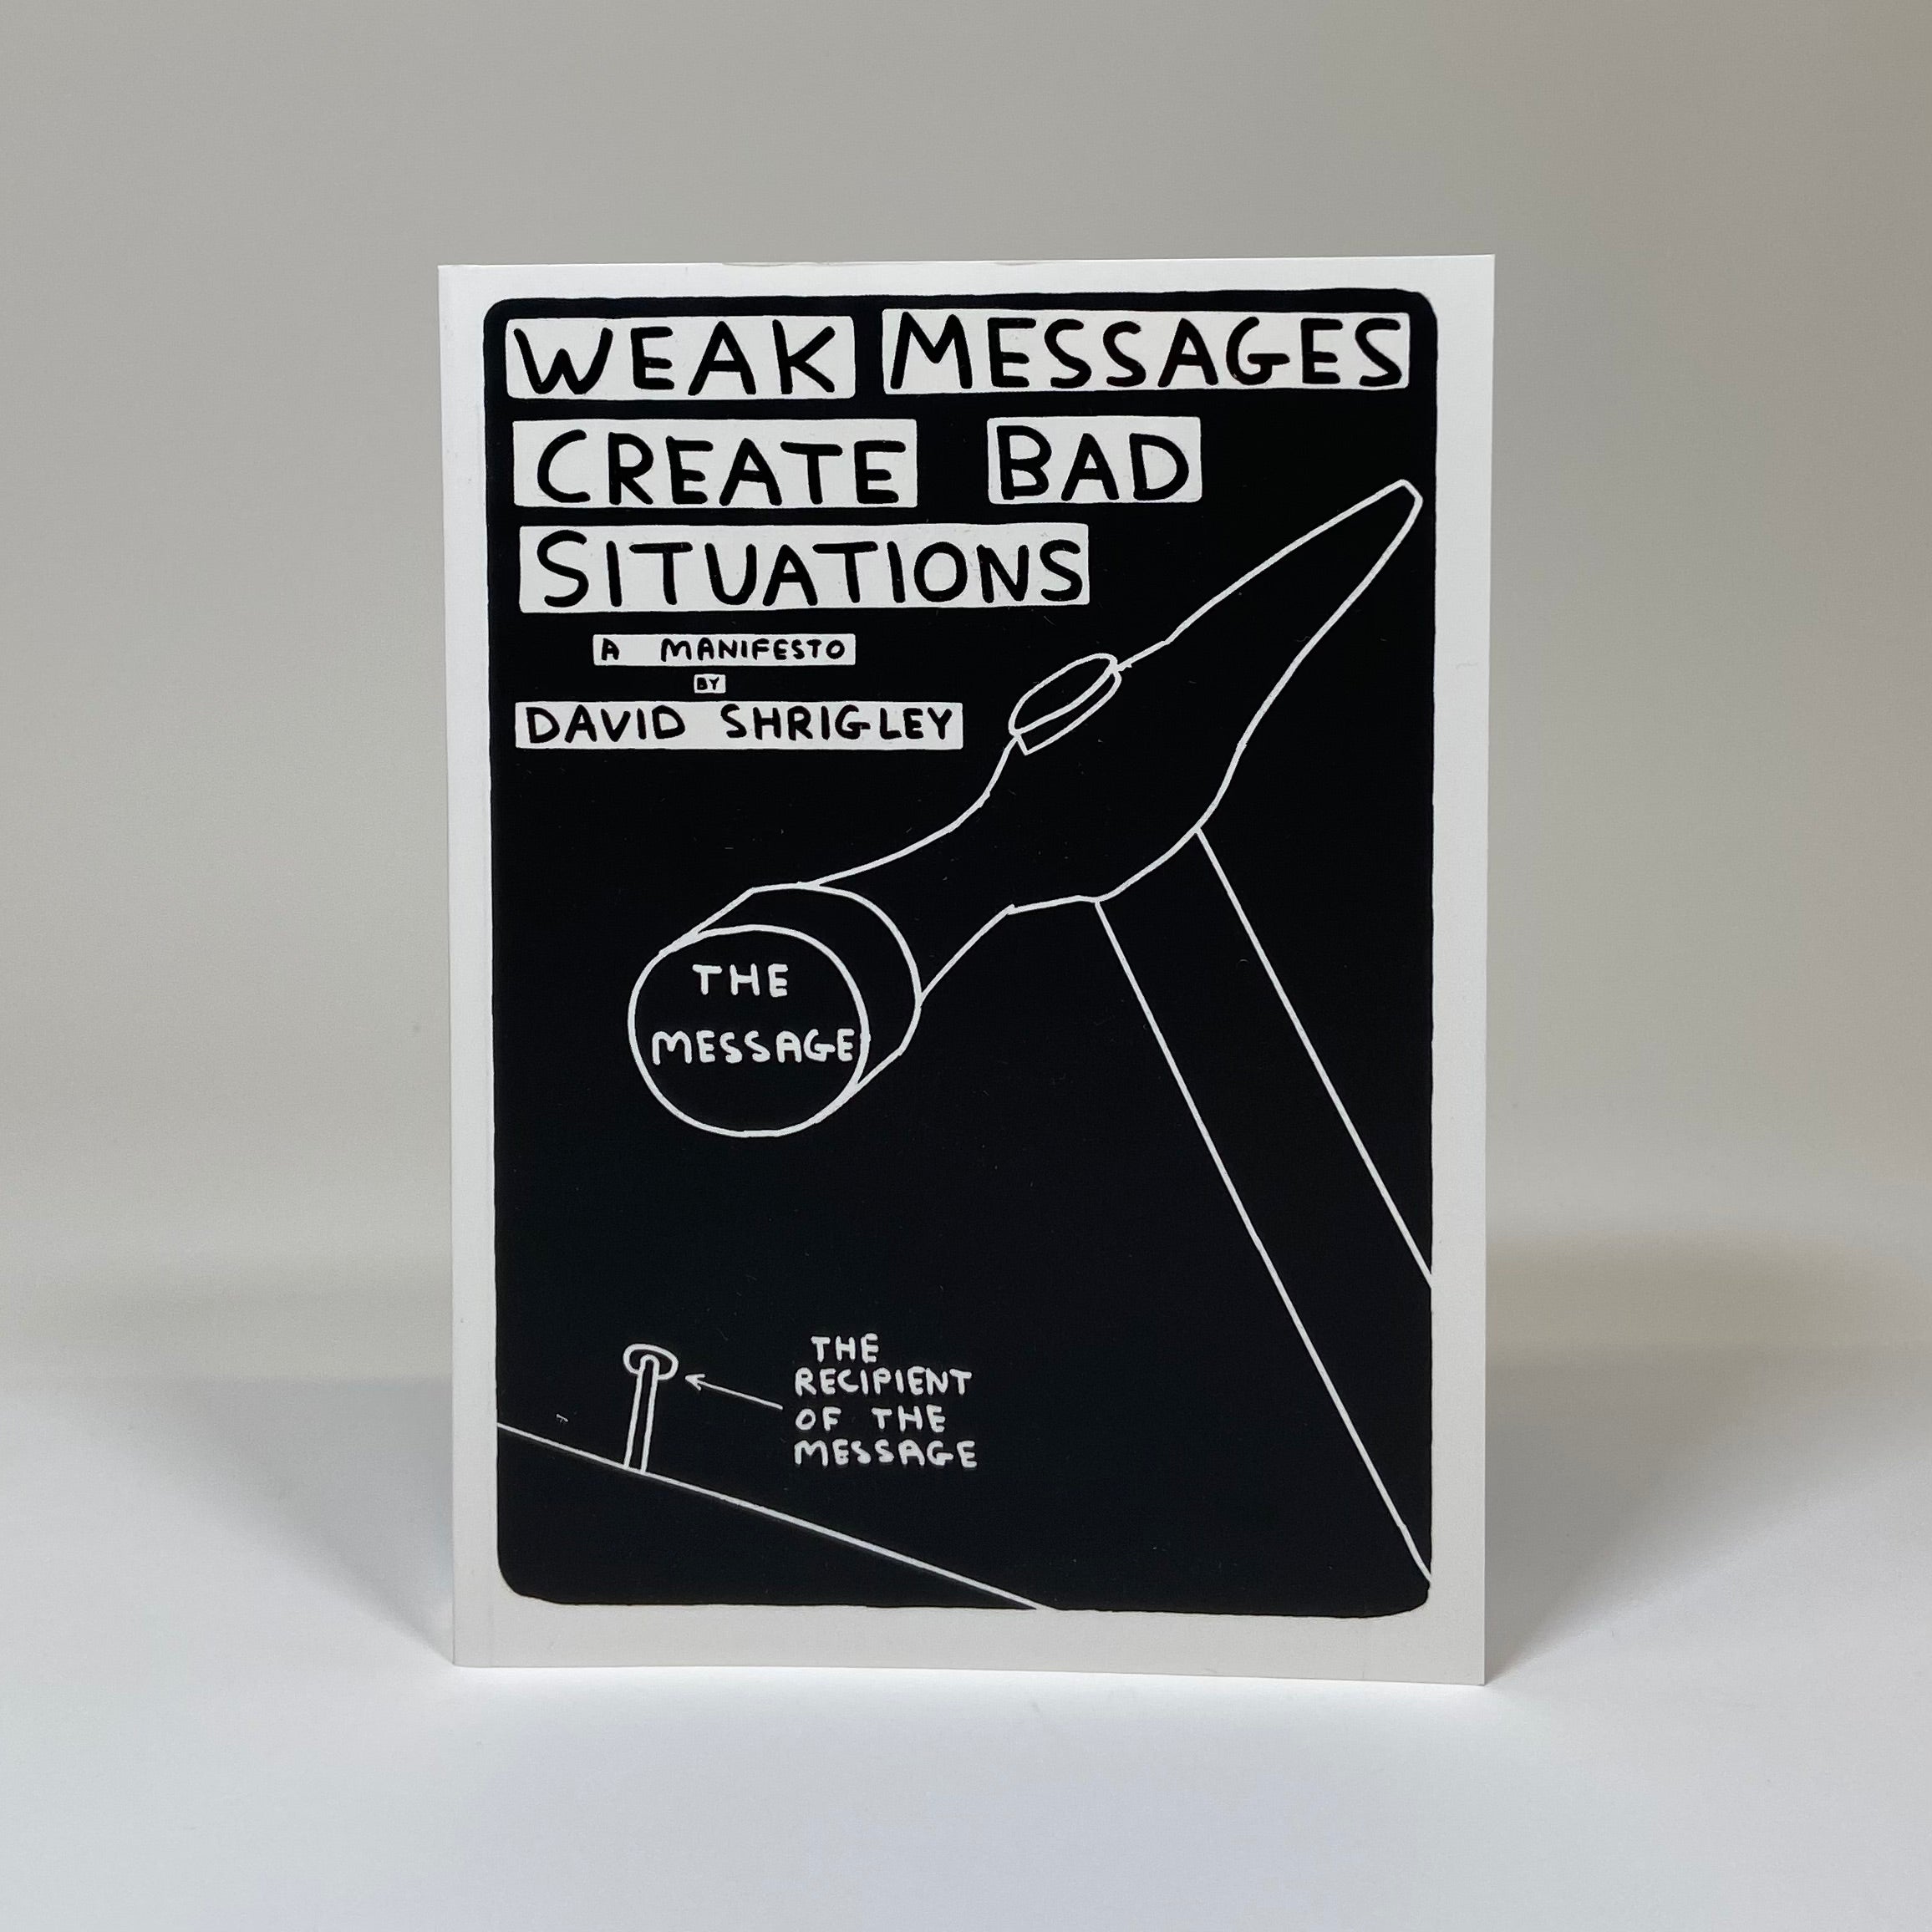 WEAK MESSAGES
CREATE BAD
SITUATIONS
A MANIFESTO
BY
DAVID SHRIGLEY
THE
MESSAGE
THE
RECIPIENT
OF THE
MESSAGE